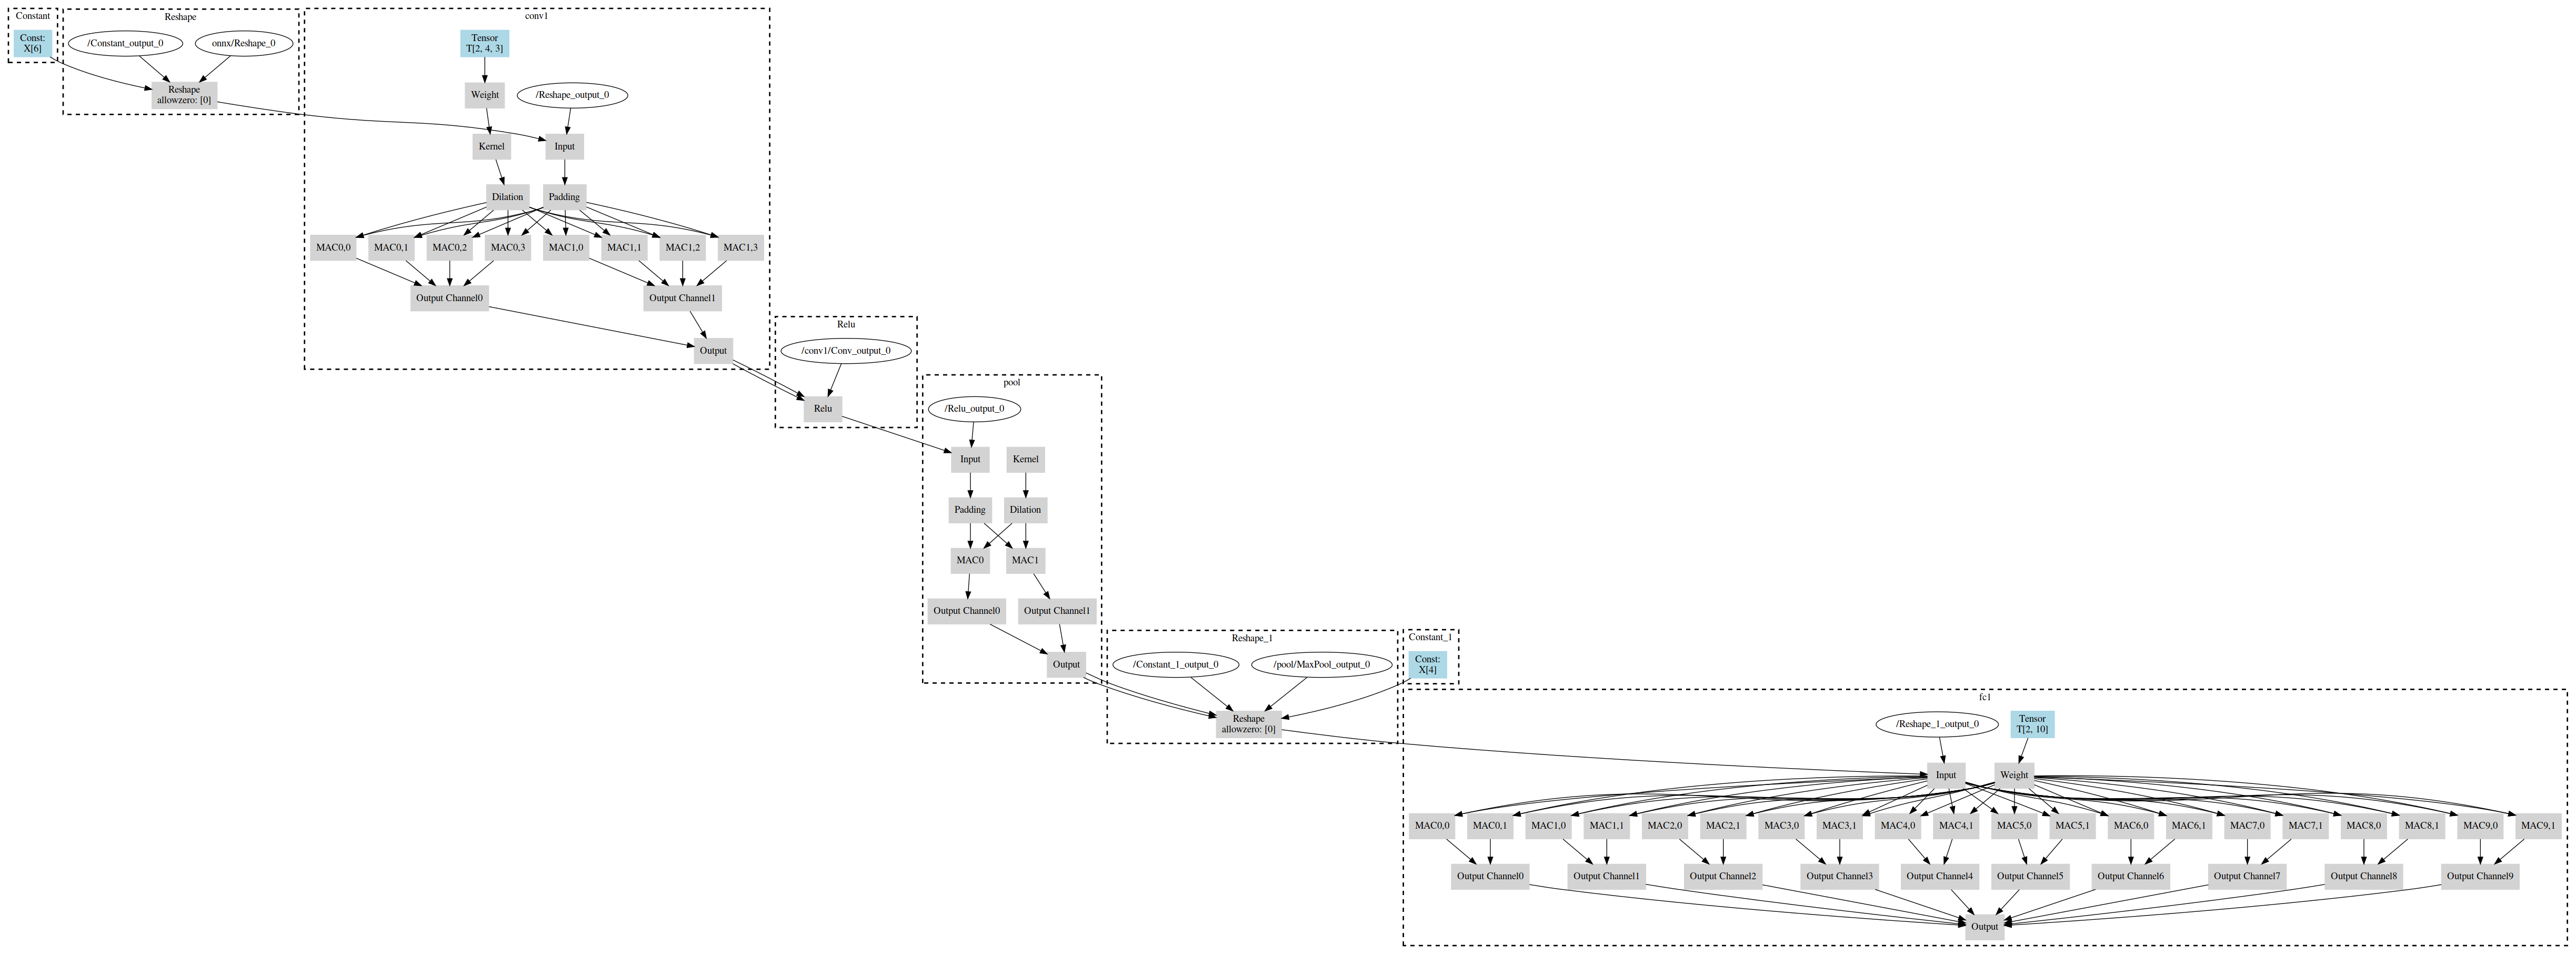 Constant
Const:
X[6]
Reshape
/Constant_output_0
onnx/Reshape_0
Reshape
allowzero: [0]
conv1
Tensor
T[2, 4, 3]
Weight
/Reshape_output_0
Kernel
Input
Dilation
Padding
MAC0,0
MAC0,1
MAC0,2
MAC0,3
MAC1,0
MAC1,1
MAC1,2
MAC1,3
Output Channel0
Output Channel1
Output
Relu
/conv1/Conv_output_0
Relu
pool
/Relu_output_0
Input
Kernel
Padding
Dilation
MAC0
MAC1
Output Channel0
Output Channel1
Output
Reshape_1
/Constant_1_output_0
/pool/MaxPool_output_0
Reshape
allowzero: [0]
Constant_1
Const:
X[4]
fc1
/Reshape_1_output_0
Tensor
T[2, 10]
Input
Weight
MAC0,0
MAC0,1
MAC1,0
MAC1,1
MAC2,0
MAC2,1
MAC3,0
MAC3,1
MAC4,0
MAC4,1
MAC5,0
MAC5,1
MAC6,0
MAC6,1
MAC7,0
MAC7,1
MAC8,0
MAC8,1
MAC9,0
MAC9,1
Output Channel0
Output Channel1
Output Channel2
Output Channel3
Output Channel4
Output Channel5
Output Channel6
Output Channel7
Output Channel8
Output Channel9
Output